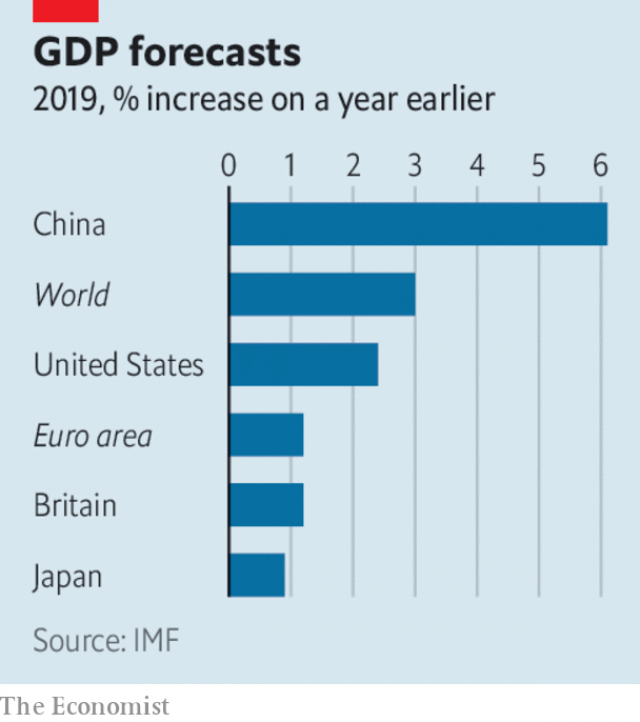 GDP forecasts
2019, % increase on a year earlier
0 1 2 3 4 5 6
China
World
United States
Euro area
Britain
Japan
Source: IMF
The Economist